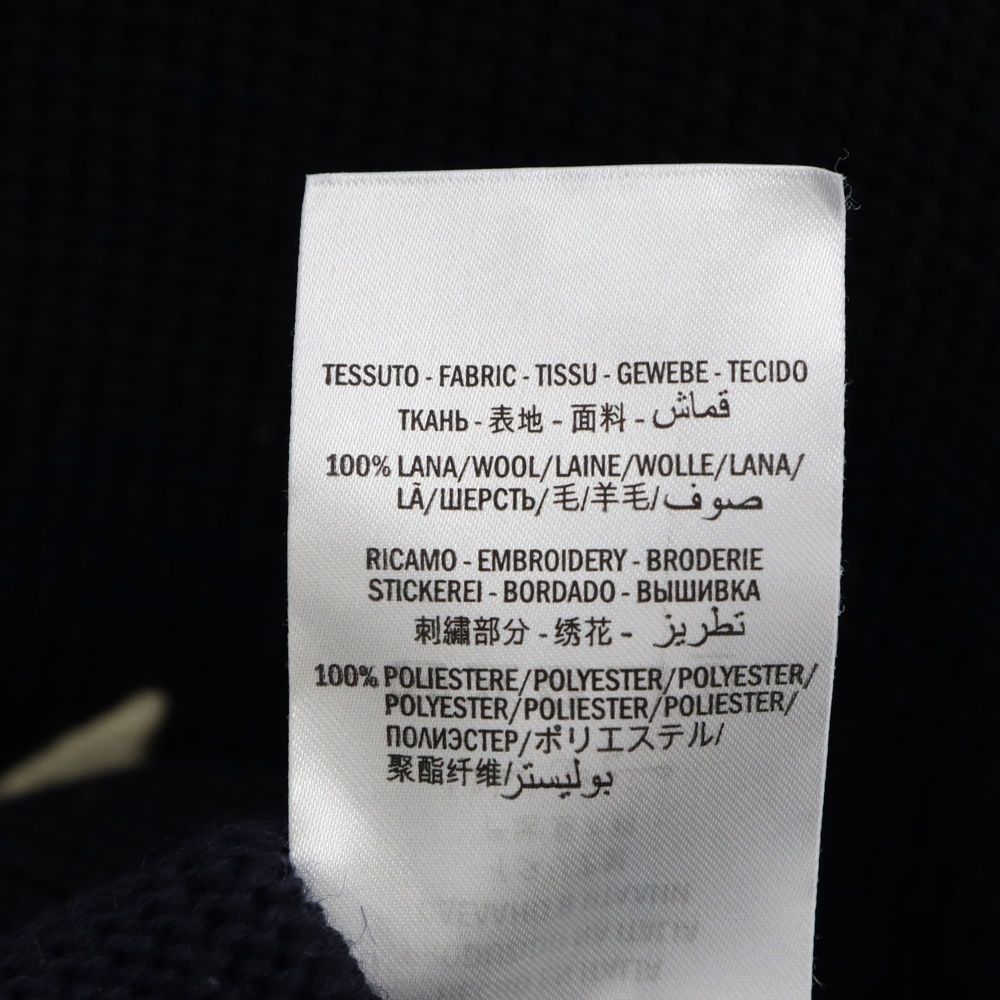 TESSUTO - FABRIC - TISSU - GEWEBE - TECIDO
ТКАНЬ - 表地 - 面料 - قماش
100% LANA/WOOL/LAINE/WOLLE/LANA/
LÃ/ШЕРСТЬ/毛/羊毛/صوف
RICAMO - EMBROIDERY - BRODERIE
STICKEREI - BORDADO - ВЫШИВКА
刺繍部分 - 绣花 - تطريز
100% POLIESTERE/POLYESTER/POLYESTER/
POLYESTER/POLIESTER/POLIESTER/
ПОЛИЭСТЕР/ポリエステル/
聚酯纤维/بوليستر